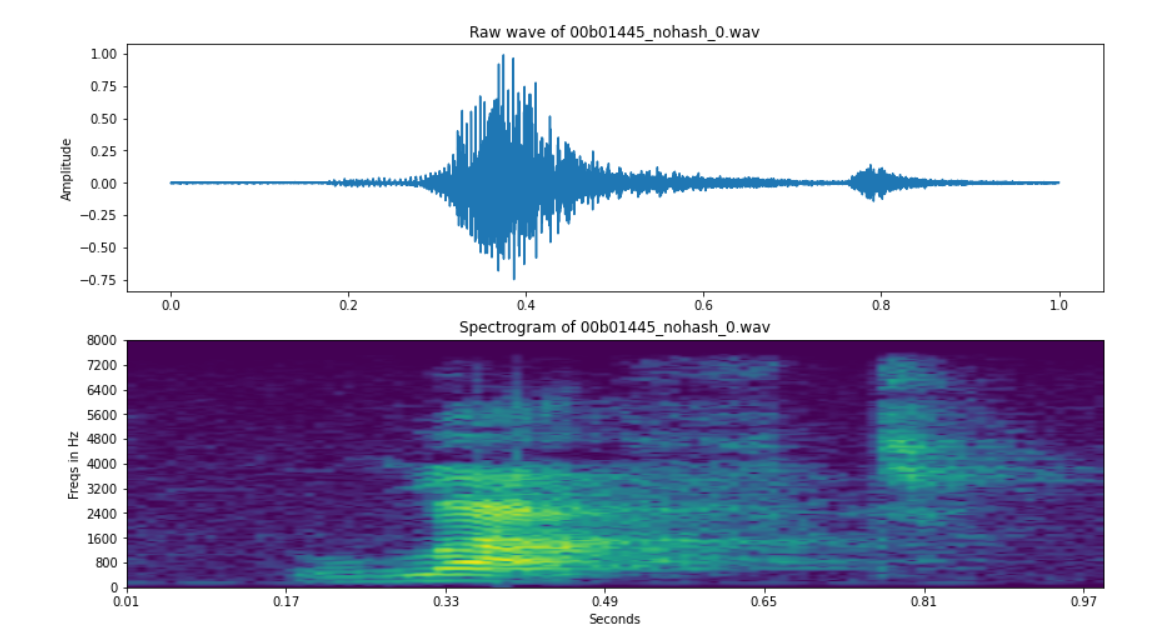 Raw wave of 00b01445_nohash_0.wav
1.00
0.75
0.50
0.25
0.00
−0.25
−0.50
−0.75
Amplitude
0.0 0.2 0.4 0.6 0.8 1.0
Spectrogram of 00b01445_nohash_0.wav
8000
7200
6400
5600
4800
4000
3200
2400
1600
800
0
Freqs in Hz
0.01 0.17 0.33 0.49 0.65 0.81 0.97
Seconds